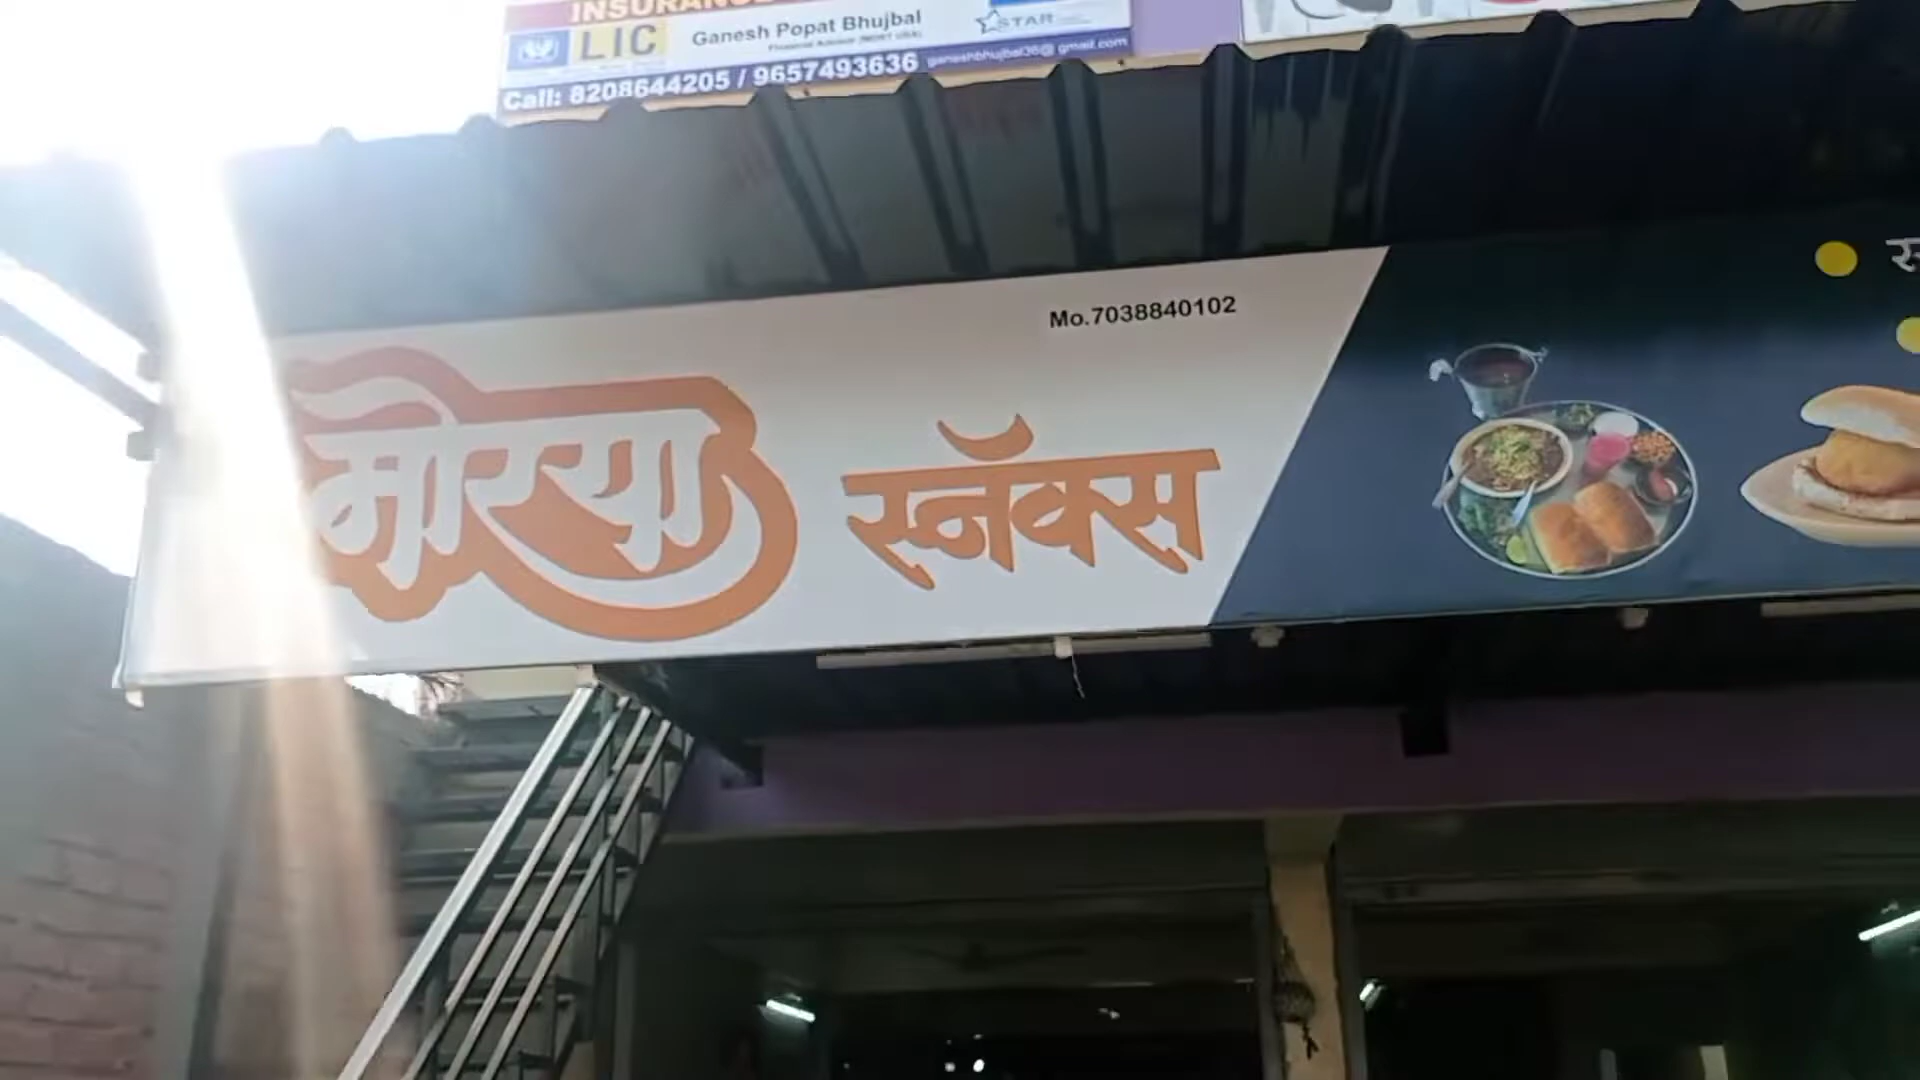 INSURANCE
LIC
Ganesh Popat Bhujbal
STAR
Call: 8208644205 / 9657493636 ganeshbhujbal36@gmail.com
Mo.7038840102
मोरया स्नॅक्स